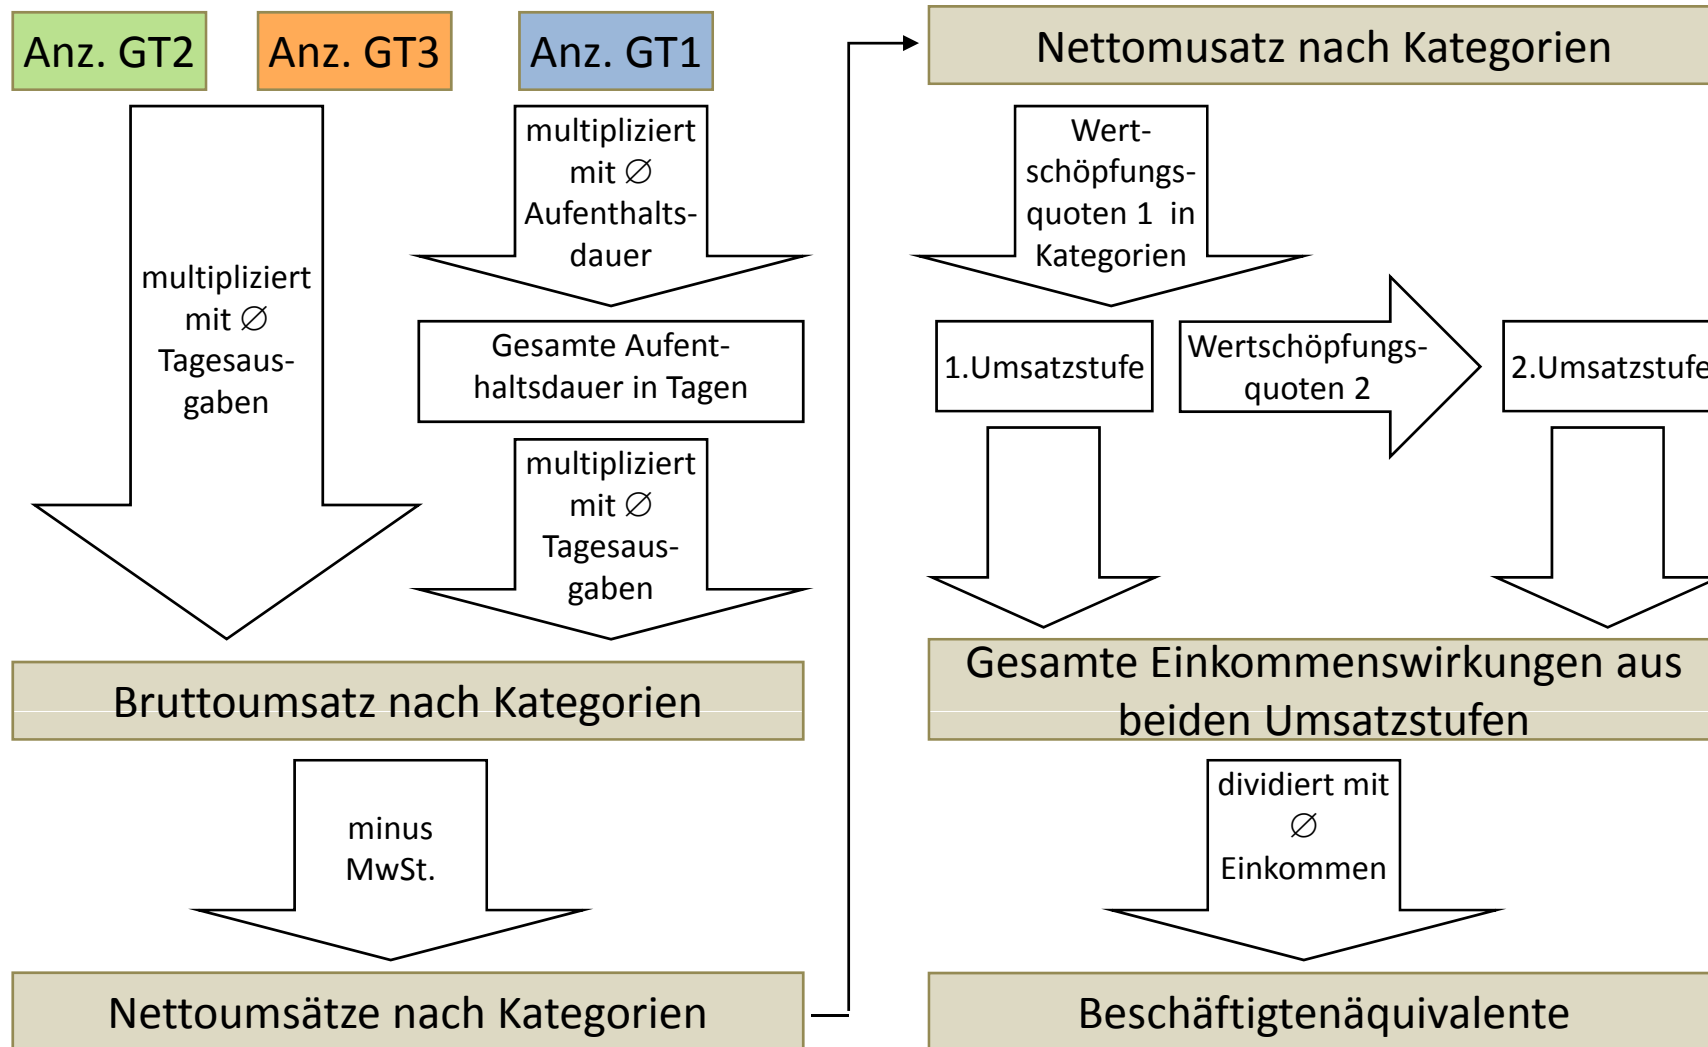 Anz. GT2
Anz. GT3
Anz. GT1
multipliziert
mit ∅
Tagesaus-
gaben
multipliziert
mit ∅
Aufenthalts-
dauer
Gesamte Aufent-
haltsdauer in Tagen
multipliziert
mit ∅
Tagesaus-
gaben
Bruttoumsatz nach Kategorien
minus
MwSt.
Nettoumsätze nach Kategorien
Nettomusatz nach Kategorien
Wert-
schöpfungs-
quoten 1 in
Kategorien
1.Umsatzstufe
Wertschöpfungs-
quoten 2
2.Umsatzstufe
Gesamte Einkommenswirkungen aus
beiden Umsatzstufen
dividiert mit
∅
Einkommen
Beschäftigtenäquivalente